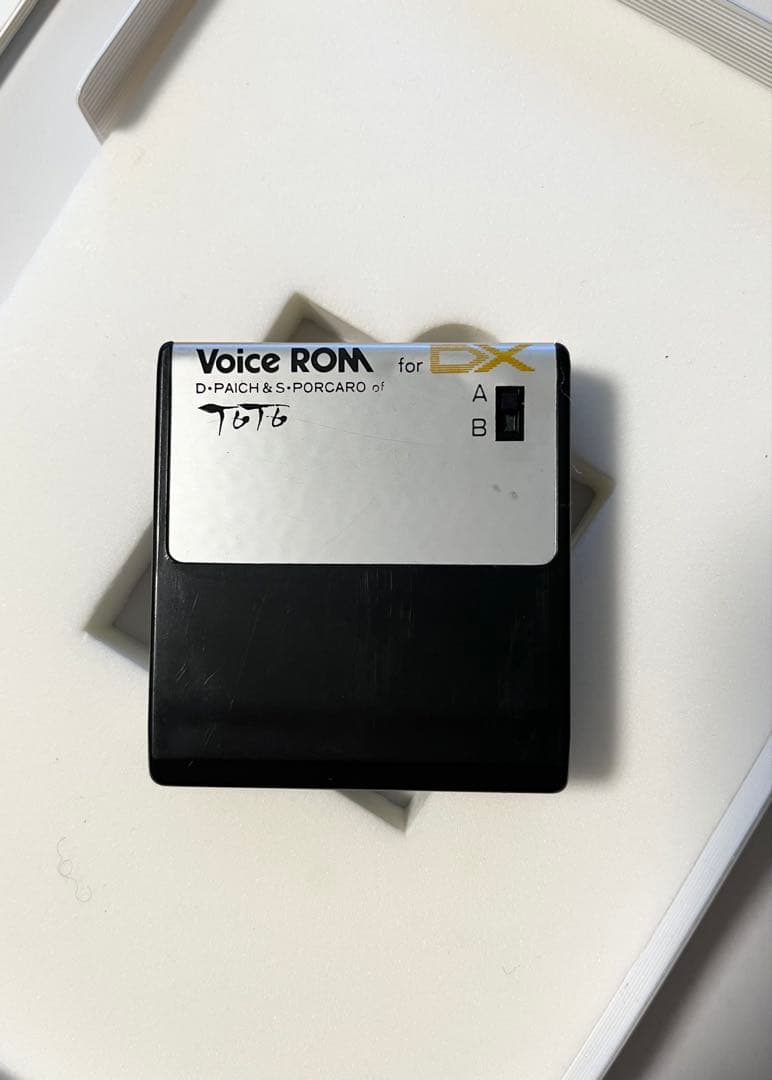 Voice ROM for DX
D•PAICH & S•PORCARO of
TOTO
A
B